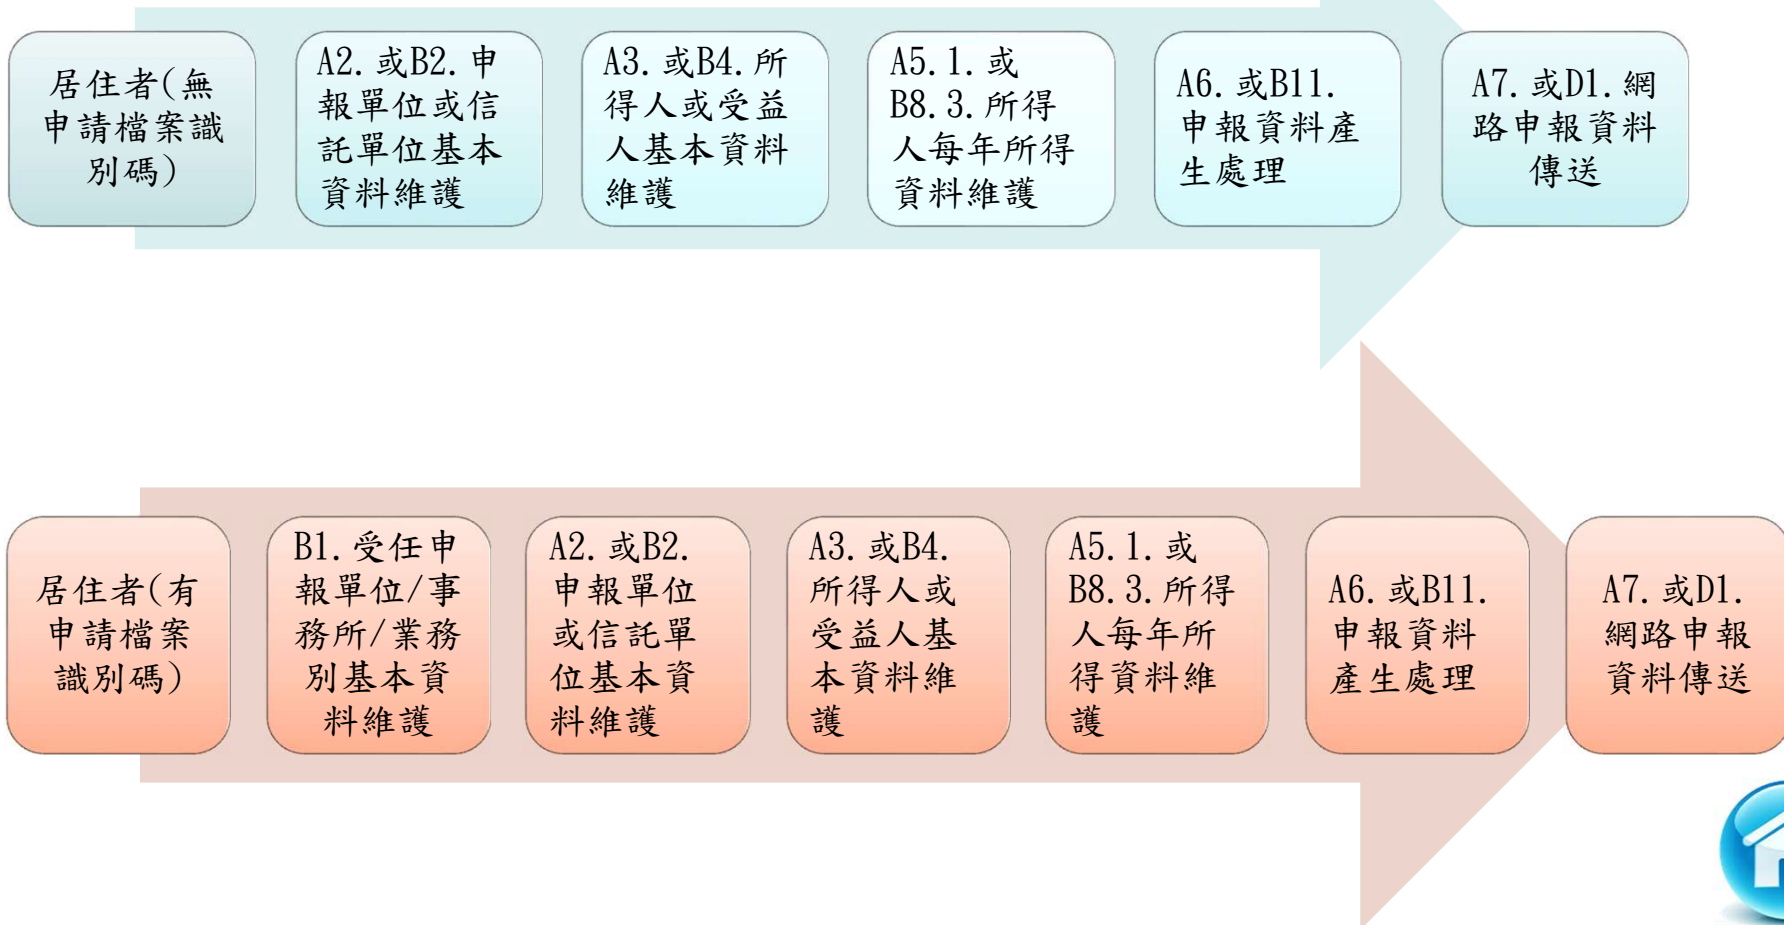 居住者(無
申請檔案識
別碼)
A2.或B2.申
報單位或信
託單位基本
資料維護
A3.或B4.所
得人或受益
人基本資料
維護
A5.1.或
B8.3.所得
人每年所得
資料維護
A6.或B11.
申報資料產
生處理
A7.或D1.網
路申報資料
傳送
居住者(有
申請檔案
識別碼)
B1.受任申
報單位/事
務所/業務
別基本資
料維護
A2.或B2.
申報單位
或信託單
位基本資
料維護
A3.或B4.
所得人或
受益人基
本資料維
護
A5.1.或
B8.3.所得
人每年所
得資料維
護
A6.或B11.
申報資料
產生處理
A7.或D1.
網路申報
資料傳送